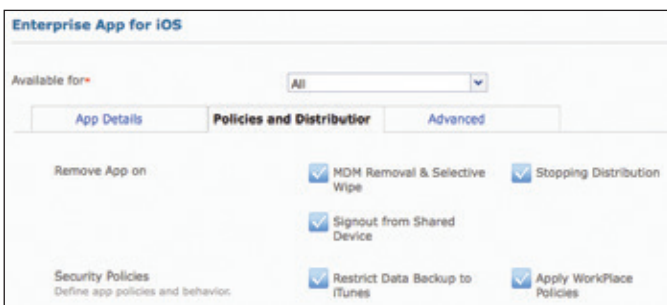 Enterprise App for iOS
Available for*
All
App Details
Policies and Distribution
Advanced
Remove App on
MDM Removal & Selective
Wipe
Stopping Distribution
Signout from Shared
Device
Security Policies
Define app policies and behavior.
Restrict Data Backup to
iTunes
Apply WorkPlace
Policies